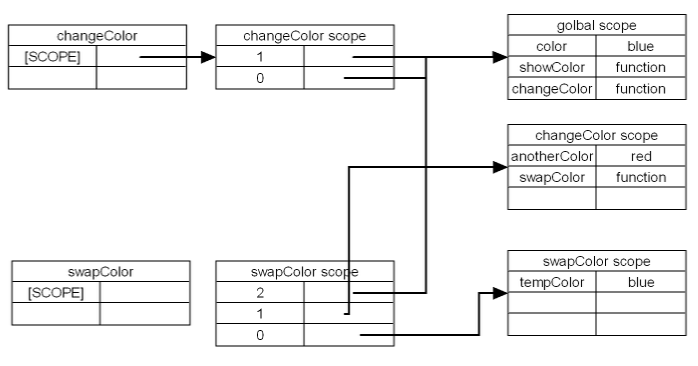 changeColor
[SCOPE]
changeColor scope
1
0
golbal scope
color blue
showColor function
changeColor function
changeColor scope
anotherColor red
swapColor function
swapColor
[SCOPE]
swapColor scope
2
1
0
swapColor scope
tempColor blue